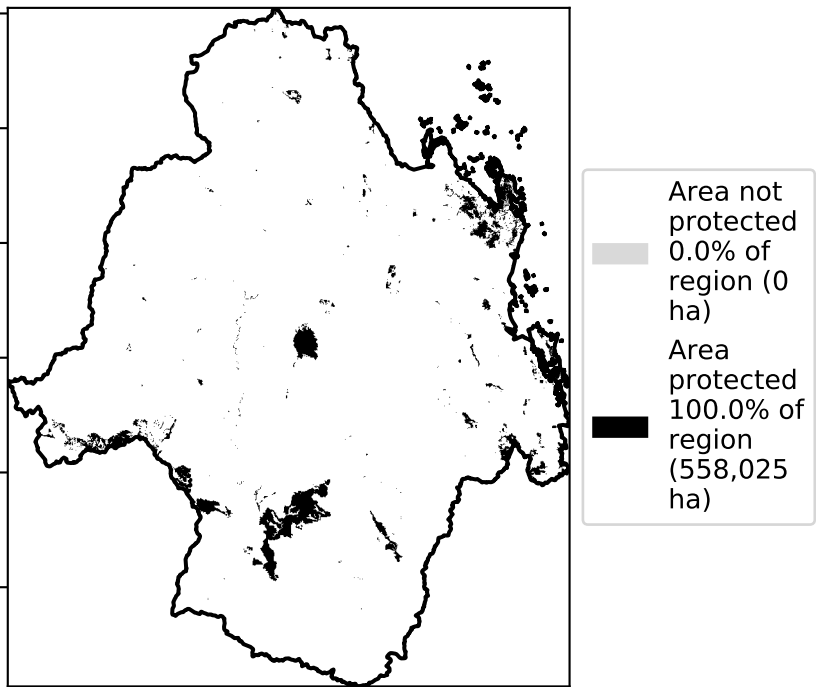 Area not
protected
0.0% of
region (0
ha)
Area
protected
100.0% of
region
(558,025
ha)